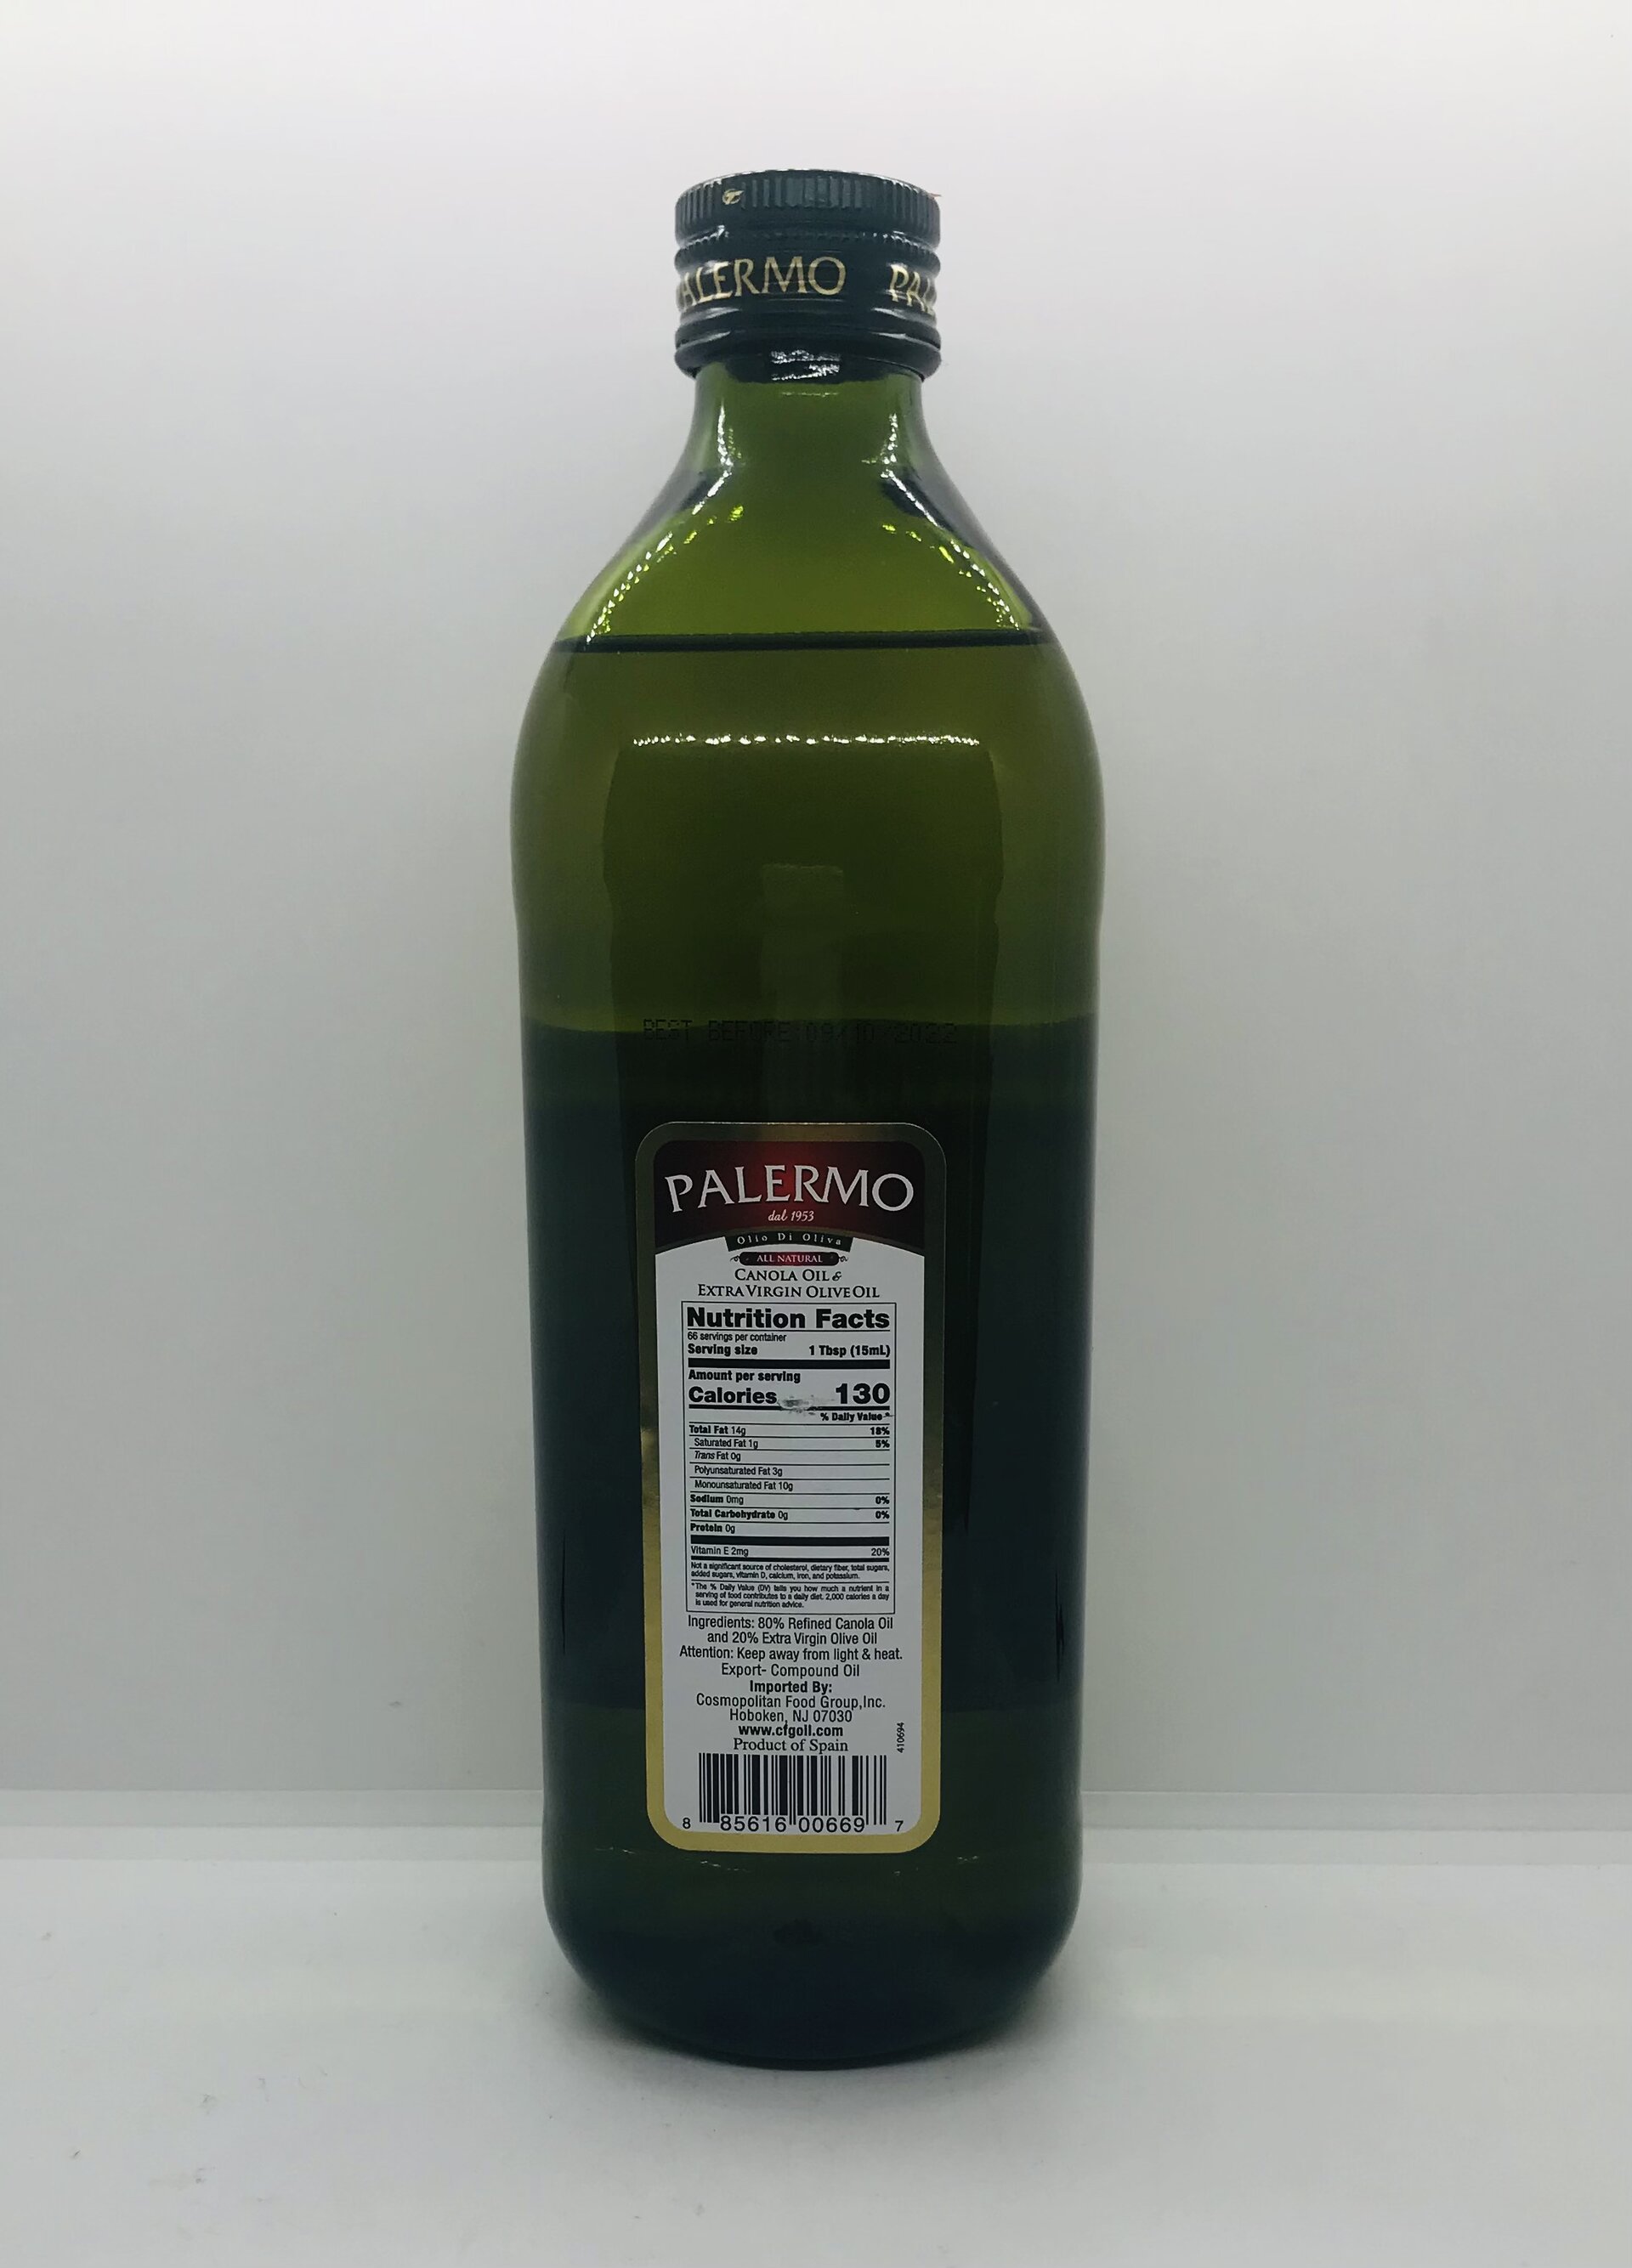 ALERMO PAL
BEST BEFORE 09/10/2022
PALERMO
dal 1953
Olio Di Oliva
ALL NATURAL
CANOLA OIL &
EXTRA VIRGIN OLIVE OIL
Nutrition Facts
66 servings per container
Serving size 1 Tbsp (15mL)
Amount per serving
Calories 130
% Daily Value*
Total Fat 14g 18%
Saturated Fat 1g 5%
Trans Fat 0g
Polyunsaturated Fat 3g
Monounsaturated Fat 10g
Sodium 0mg 0%
Total Carbohydrate 0g 0%
Protein 0g
Vitamin E 2mg 20%
Not a significant source of cholesterol, dietary fiber, total sugars,
added sugars, vitamin D, calcium, iron, and potassium.
*The % Daily Value (DV) tells you how much a nutrient in a
serving of food contributes to a daily diet. 2,000 calories a day
is used for general nutrition advice.
Ingredients: 80% Refined Canola Oil
and 20% Extra Virgin Olive Oil
Attention: Keep away from light & heat.
Export- Compound Oil
Imported By:
Cosmopolitan Food Group,Inc.
Hoboken, NJ 07030
www.cfgoil.com
Product of Spain
410694
8 85616 00669 7